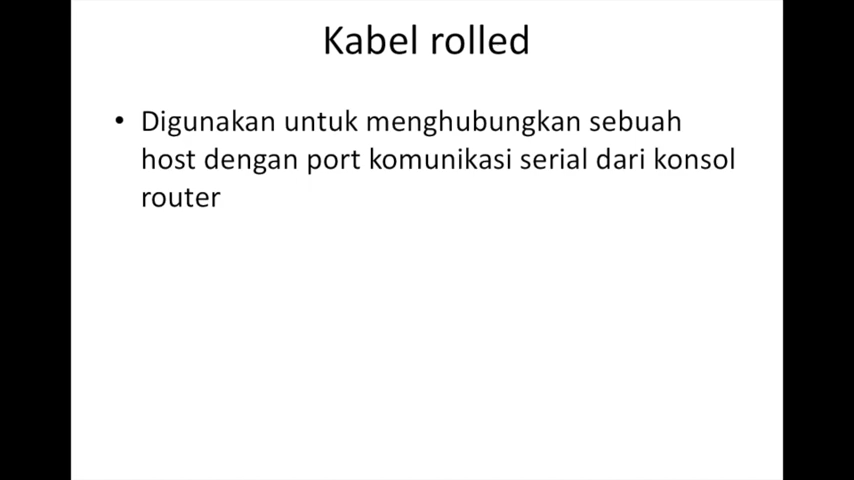 Kabel rolled
• Digunakan untuk menghubungkan sebuah
host dengan port komunikasi serial dari konsol
router